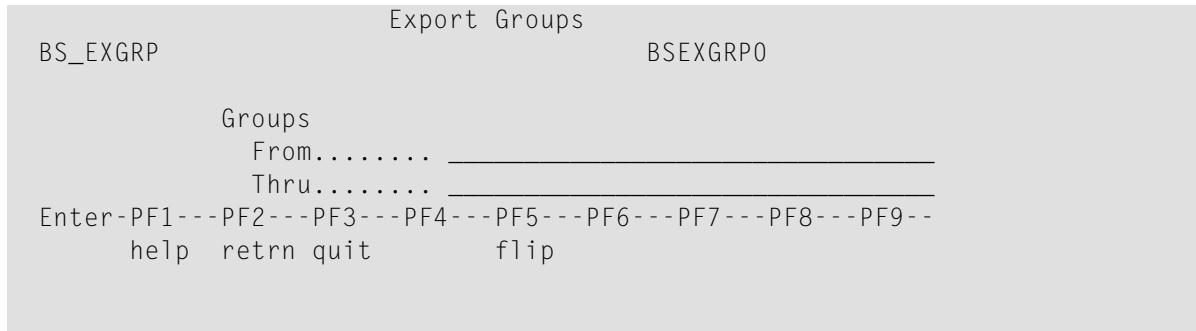 Export Groups
BS_EXGRP BSEXGRP0
Groups
From........ ________________________________
Thru........ ________________________________
Enter-PF1---PF2---PF3---PF4---PF5---PF6---PF7---PF8---PF9--
help retrn quit flip